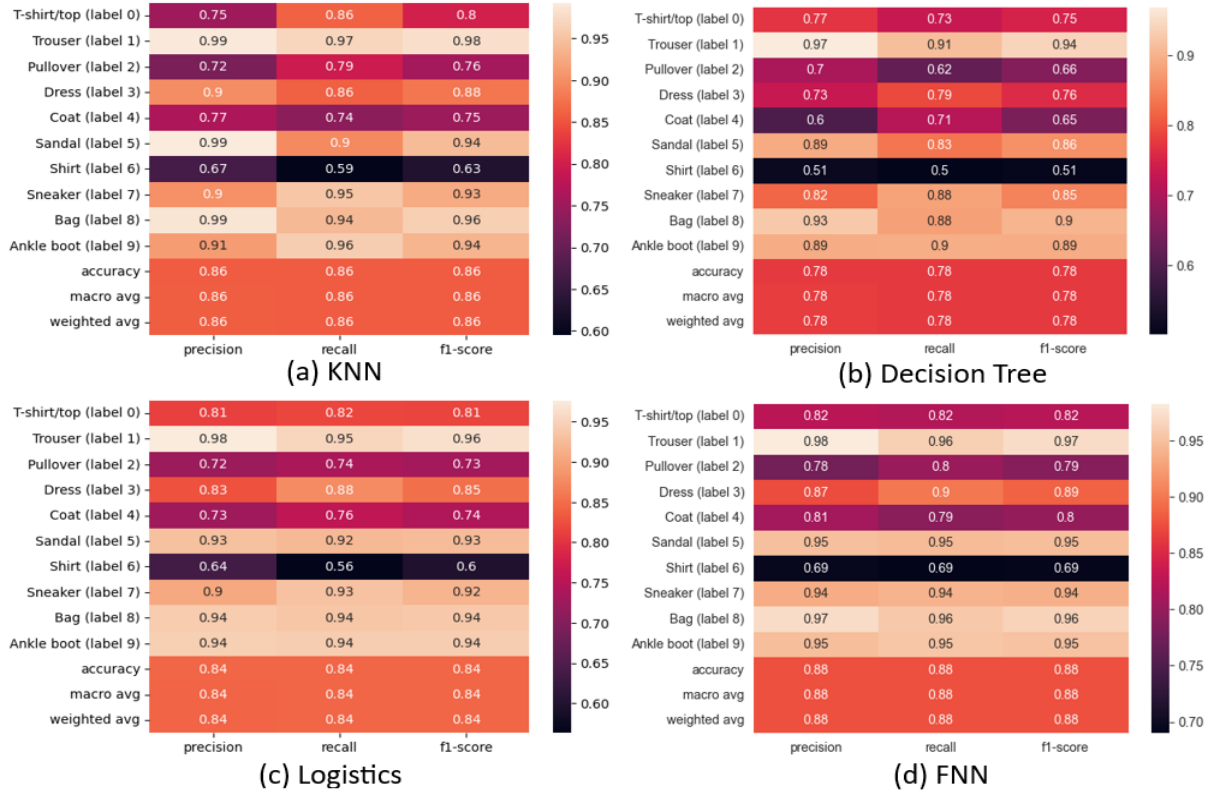 T-shirt/top (label 0) 0.75 0.86 0.8
Trouser (label 1) 0.99 0.97 0.98
Pullover (label 2) 0.72 0.79 0.76
Dress (label 3) 0.9 0.86 0.88
Coat (label 4) 0.77 0.74 0.75
Sandal (label 5) 0.99 0.9 0.94
Shirt (label 6) 0.67 0.59 0.63
Sneaker (label 7) 0.9 0.95 0.93
Bag (label 8) 0.99 0.94 0.96
Ankle boot (label 9) 0.91 0.96 0.94
accuracy 0.86 0.86 0.86
macro avg 0.86 0.86 0.86
weighted avg 0.86 0.86 0.86
precision recall f1-score
0.95
0.90
0.85
0.80
0.75
0.70
0.65
0.60
(a) KNN
T-shirt/top (label 0) 0.77 0.73 0.75
Trouser (label 1) 0.97 0.91 0.94
Pullover (label 2) 0.7 0.62 0.66
Dress (label 3) 0.73 0.79 0.76
Coat (label 4) 0.6 0.71 0.65
Sandal (label 5) 0.89 0.83 0.86
Shirt (label 6) 0.51 0.5 0.51
Sneaker (label 7) 0.82 0.88 0.85
Bag (label 8) 0.93 0.88 0.9
Ankle boot (label 9) 0.89 0.9 0.89
accuracy 0.78 0.78 0.78
macro avg 0.78 0.78 0.78
weighted avg 0.78 0.78 0.78
precision recall f1-score
0.9
0.8
0.7
0.6
(b) Decision Tree
T-shirt/top (label 0) 0.81 0.82 0.81
Trouser (label 1) 0.98 0.95 0.96
Pullover (label 2) 0.72 0.74 0.73
Dress (label 3) 0.83 0.88 0.85
Coat (label 4) 0.73 0.76 0.74
Sandal (label 5) 0.93 0.92 0.93
Shirt (label 6) 0.64 0.56 0.6
Sneaker (label 7) 0.9 0.93 0.92
Bag (label 8) 0.94 0.94 0.94
Ankle boot (label 9) 0.94 0.94 0.94
accuracy 0.84 0.84 0.84
macro avg 0.84 0.84 0.84
weighted avg 0.84 0.84 0.84
precision recall f1-score
0.95
0.90
0.85
0.80
0.75
0.70
0.65
0.60
(c) Logistics
T-shirt/top (label 0) 0.82 0.82 0.82
Trouser (label 1) 0.98 0.96 0.97
Pullover (label 2) 0.78 0.8 0.79
Dress (label 3) 0.87 0.9 0.89
Coat (label 4) 0.81 0.79 0.8
Sandal (label 5) 0.95 0.95 0.95
Shirt (label 6) 0.69 0.69 0.69
Sneaker (label 7) 0.94 0.94 0.94
Bag (label 8) 0.97 0.96 0.96
Ankle boot (label 9) 0.95 0.95 0.95
accuracy 0.88 0.88 0.88
macro avg 0.88 0.88 0.88
weighted avg 0.88 0.88 0.88
precision recall f1-score
0.95
0.90
0.85
0.80
0.75
0.70
(d) FNN